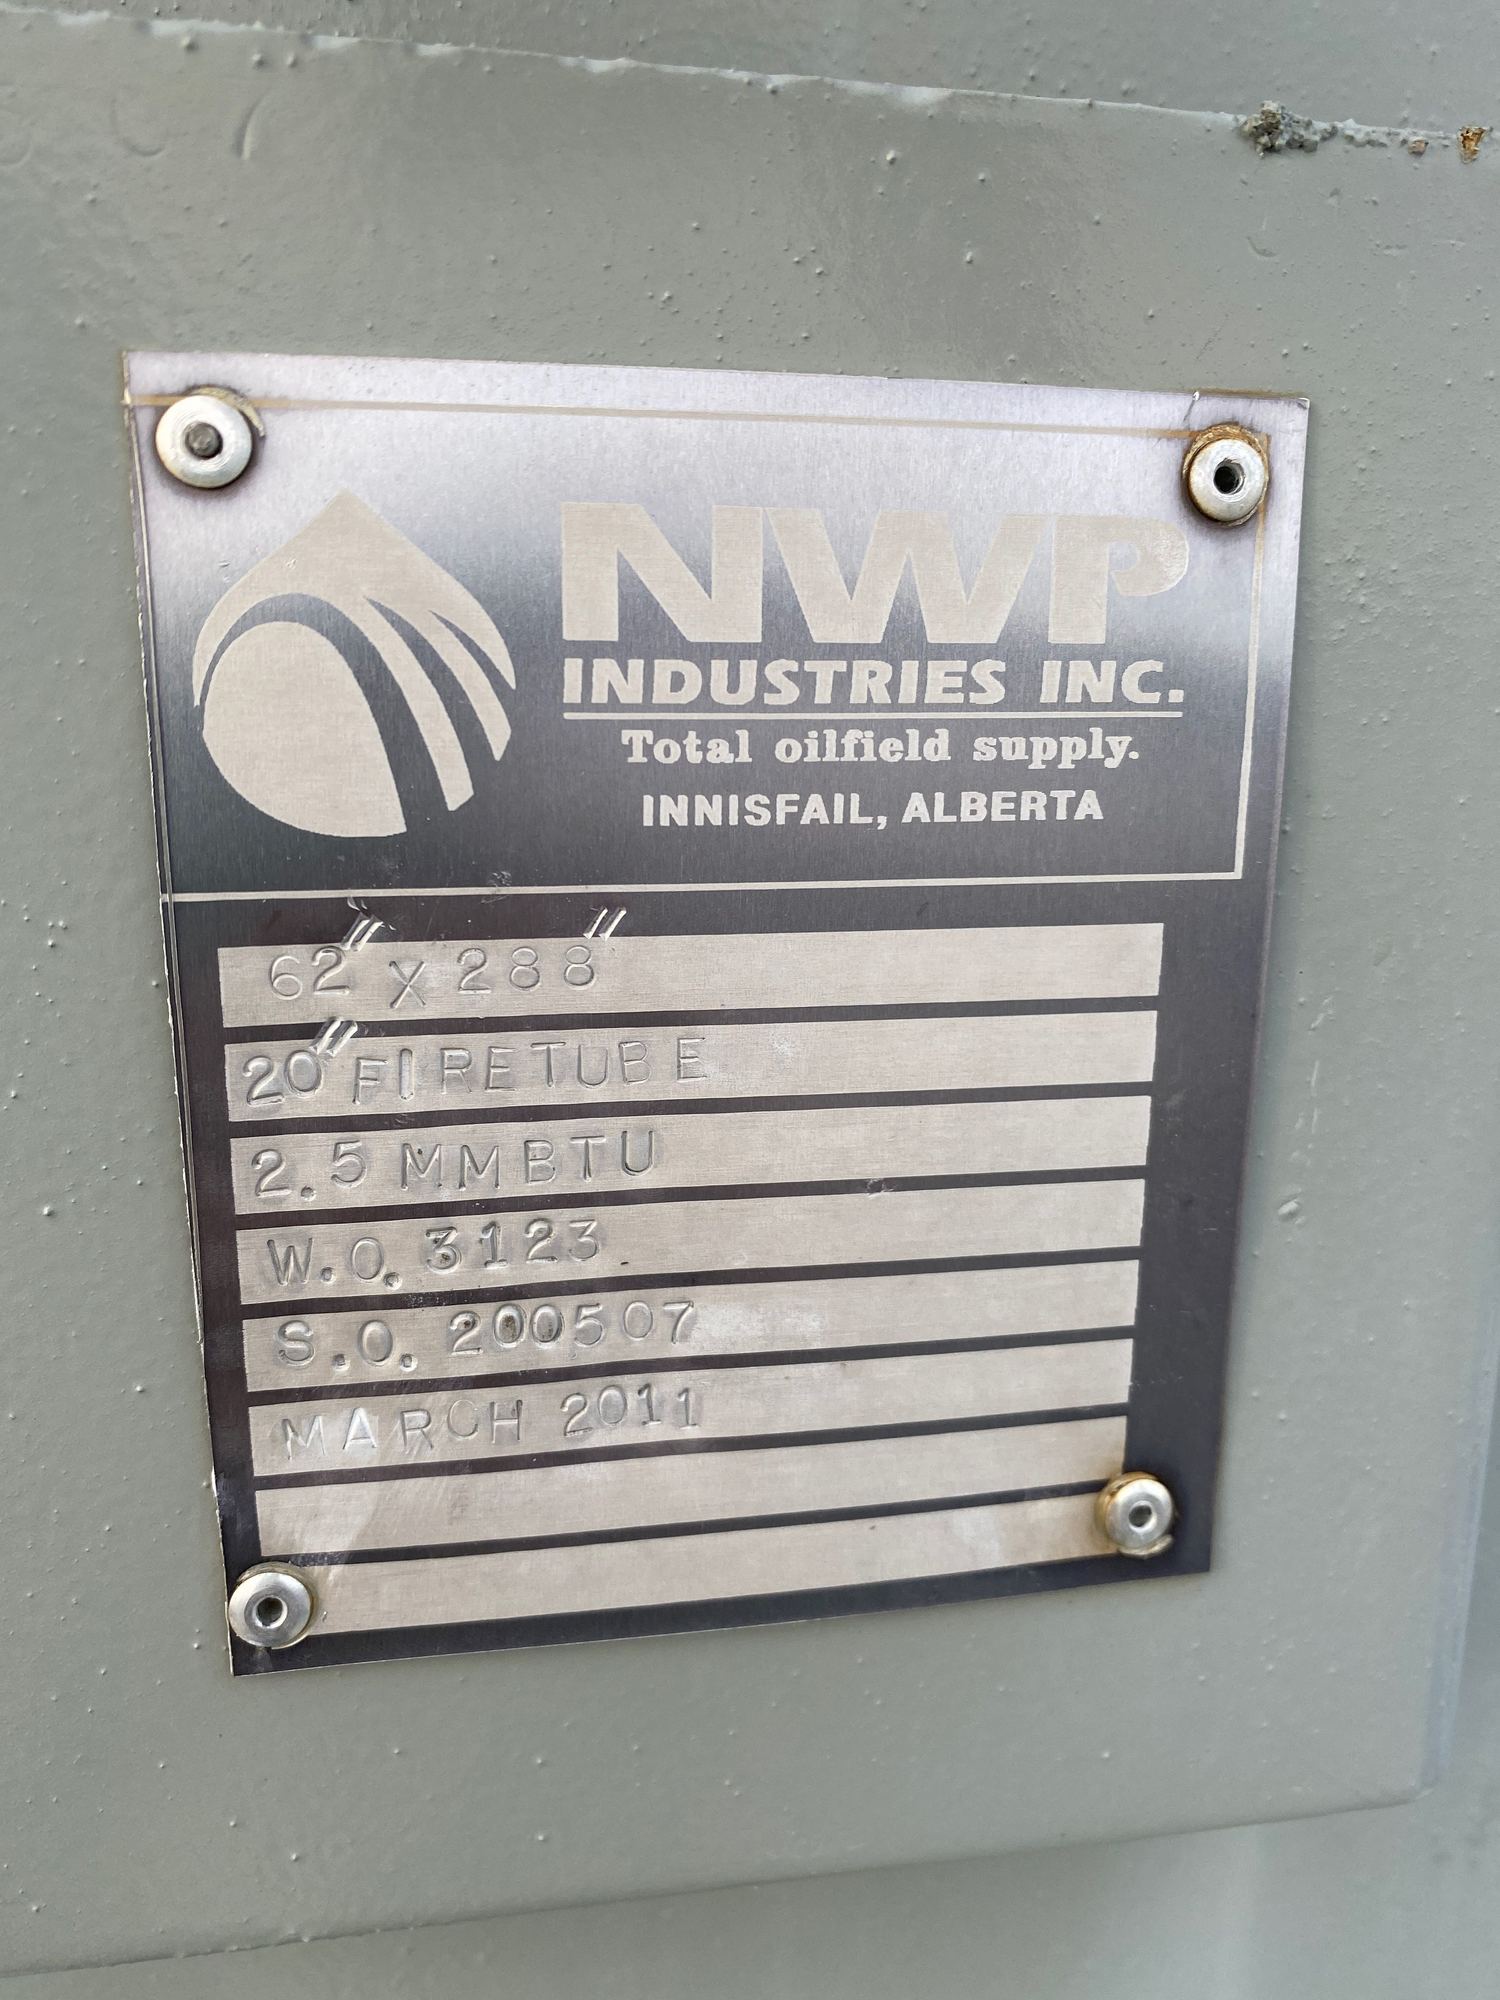 NWP
INDUSTRIES INC.
Total oilfield supply.
INNISFAIL, ALBERTA
62" X 288"
20" FIRETUBE
2.5 MMBTU
W.O. 3123
S.O. 200507
MARCH 2011